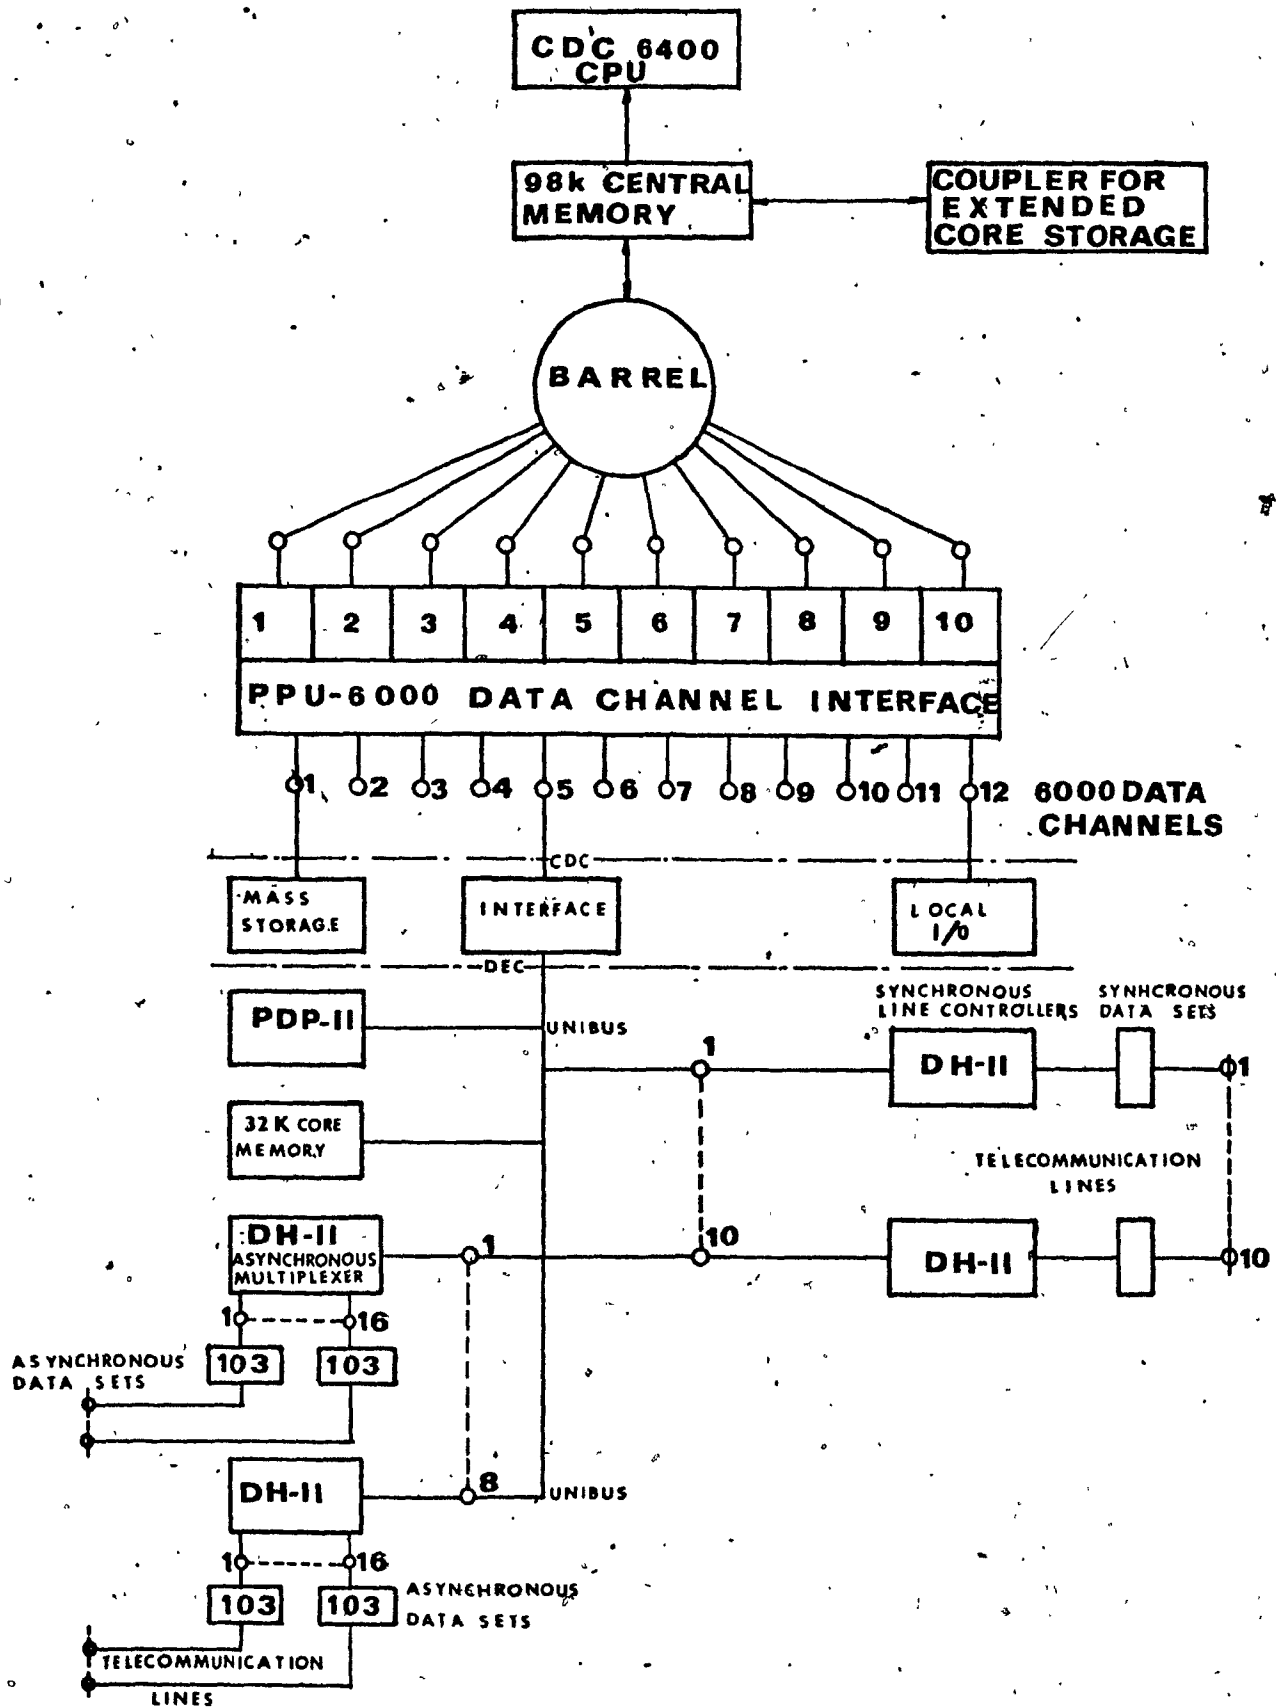 CDC 6400
CPU
98k CENTRAL
MEMORY
COUPLER FOR
EXTENDED
CORE STORAGE
BARREL
1 2 3 4 5 6 7 8 9 10
PPU-6000 DATA CHANNEL INTERFACE
1 2 3 4 5 6 7 8 9 10 11 12
6000 DATA
CHANNELS
CDC
MASS
STORAGE
INTERFACE
LOCAL
I/O
DEC
PDP-11
UNIBUS
SYNCHRONOUS
LINE CONTROLLERS
SYNHCRONOUS
DATA SETS
1
DH-11
1
32K CORE
MEMORY
TELECOMMUNICATION
LINES
DH-11
ASYNCHRONOUS
MULTIPLEXER
1
10
DH-11
10
1
16
103
103
ASYNCHRONOUS
DATA SETS
DH-11
8
UNIBUS
1
16
103
103
ASYNCHRONOUS
DATA SETS
TELECOMMUNICATION
LINES